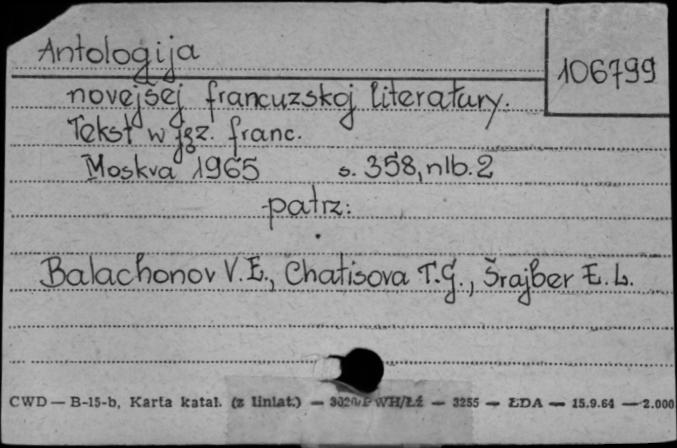 Antologija
106799
novejšej francuzskoj literatury.
Tekst w jęz. franc.
Moskva 1965 s. 358, nlb. 2
patrz:
Balachonov V. E., Chatisova T. G., Šrajber E. L.
CWD — B-15-b, Karta katal. (z liniat.) — WH/Łź — 3255 — ŁDA — 15.9.64 — 2.000